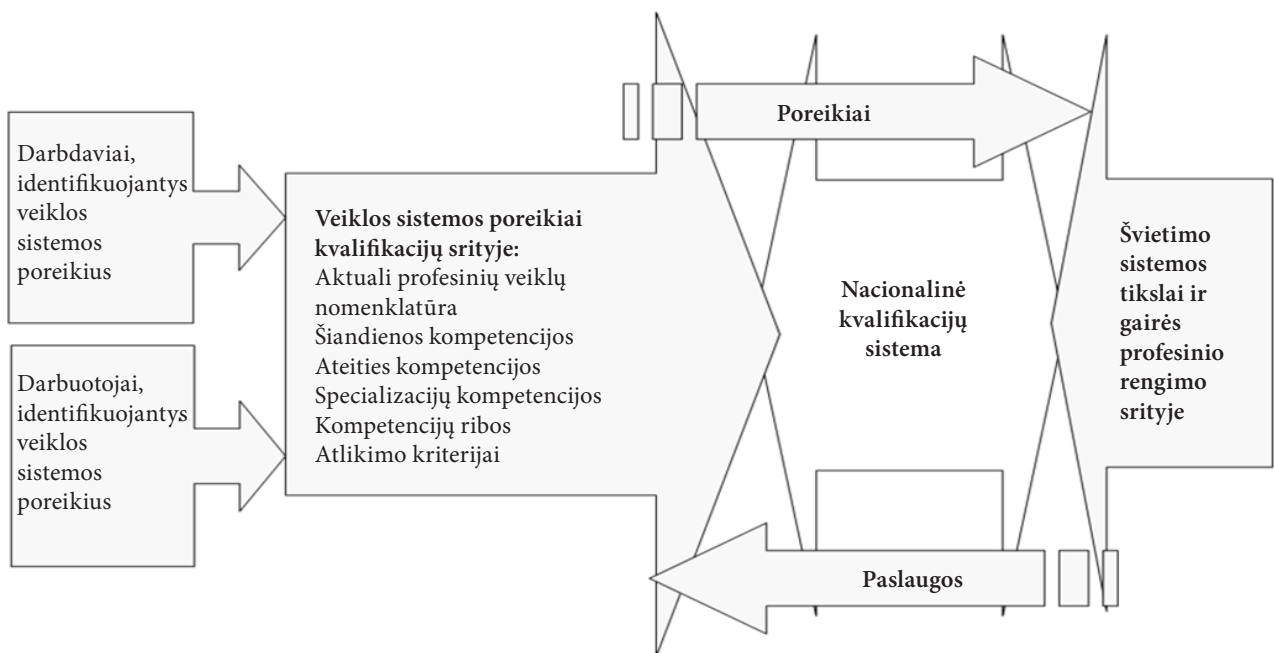 Darbdaviai,
identifikuojantys
veiklos
sistemos
poreikius
Darbuotojai,
identifikuojantys
veiklos
sistemos
poreikius
Veiklos sistemos poreikiai
kvalifikacijų srityje:
Aktuali profesinių veiklų
nomenklatūra
Šiandienos kompetencijos
Ateities kompetencijos
Specializacijų kompetencijos
Kompetencijų ribos
Atlikimo kriterijai
Poreikiai
Nacionalinė
kvalifikacijų
sistema
Paslaugos
Švietimo
sistemos
tikslai ir
gairės
profesinio
rengimo
srityje